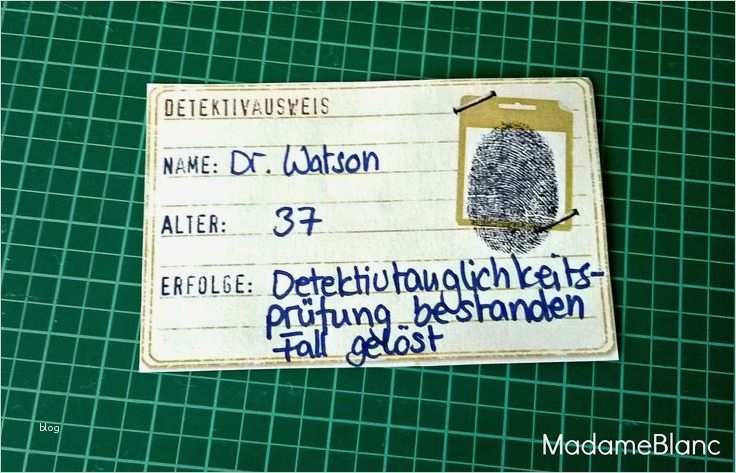 DETEKTIVAUSWEIS
NAME: Dr. Watson
ALTER: 37
ERFOLGE: Detektivtauglichkeits-
prüfung bestanden
Fall gelöst
blog
MadameBlanc